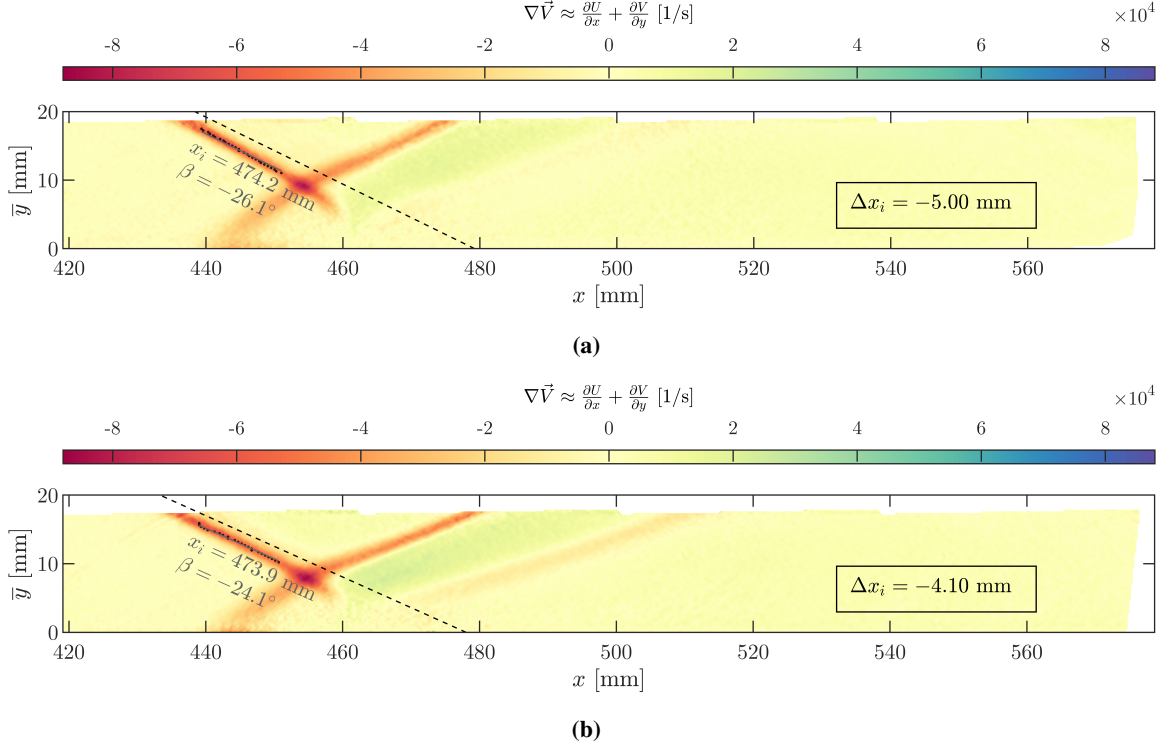 ∇V⃗ ≈ ∂U/∂x + ∂V/∂y [1/s]
×10⁴
-8 -6 -4 -2 0 2 4 6 8
20
10
0
y̅ [mm]
x_i = 474.2 mm
β = −26.1°
Δx_i = −5.00 mm
420 440 460 480 500 520 540 560
x [mm]
(a)
∇V⃗ ≈ ∂U/∂x + ∂V/∂y [1/s]
×10⁴
-8 -6 -4 -2 0 2 4 6 8
20
10
0
y̅ [mm]
x_i = 473.9 mm
β = −24.1°
Δx_i = −4.10 mm
420 440 460 480 500 520 540 560
x [mm]
(b)